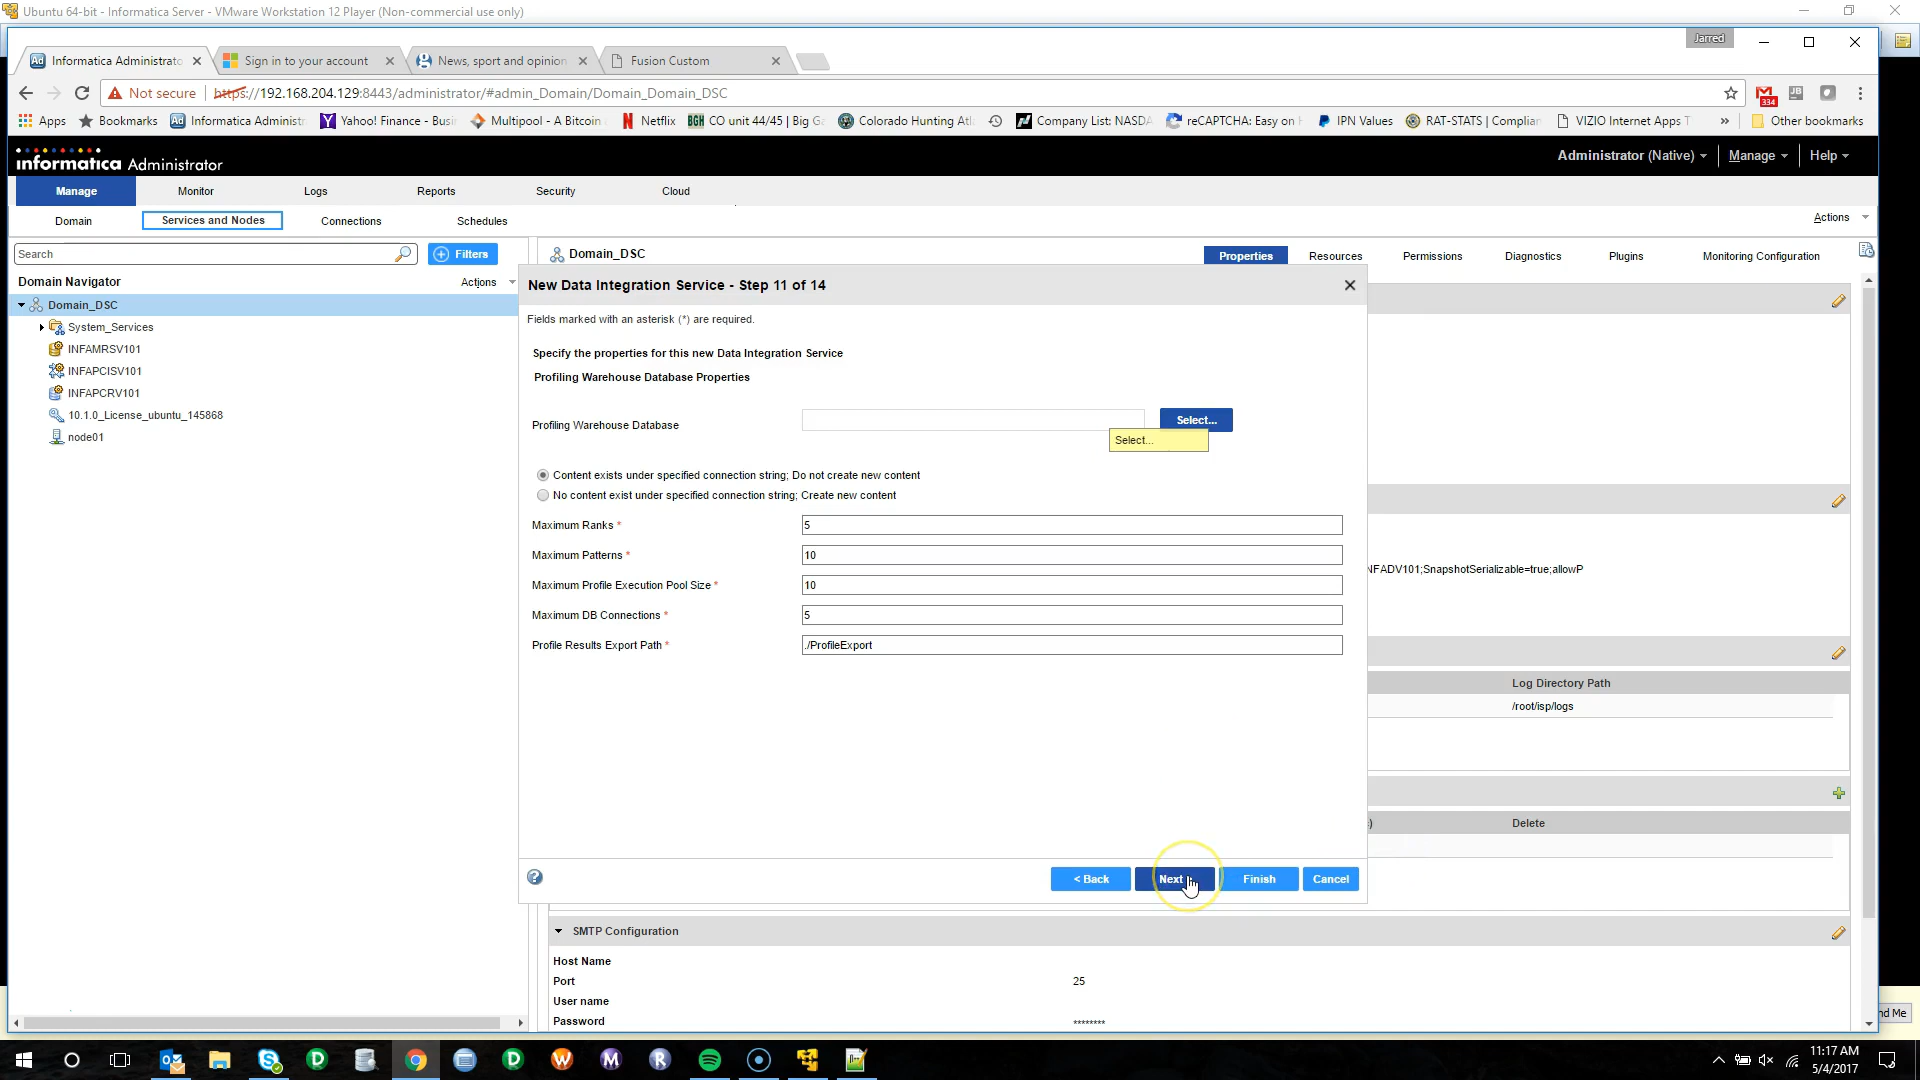 Ubuntu 64-bit - Informatica Server - VMware Workstation 12 Player (Non-commercial use only)
Jarred
Informatica Administrato
Sign in to your account
News, sport and opinion
Fusion Custom
Not secure https://192.168.204.129:8443/administrator/#admin_Domain/Domain_Domain_DSC
334
JB
Apps Bookmarks Informatica Administ Yahoo! Finance - Busi Multipool - A Bitcoin Netflix CO unit 44/45 | Big G Colorado Hunting Atl Company List: NASDA reCAPTCHA: Easy on IPN Values RAT-STATS | Complian VIZIO Internet Apps » Other bookmarks
informatica Administrator
Administrator (Native) Manage Help
Manage Monitor Logs Reports Security Cloud
Domain Services and Nodes Connections Schedules Actions
Search Filters
Domain_DSC
Properties Resources Permissions Diagnostics Plugins Monitoring Configuration
Domain Navigator Actions
Domain_DSC
System_Services
INFAMRSV101
INFAPCISV101
INFAPCRV101
10.1.0_License_ubuntu_145868
node01
New Data Integration Service - Step 11 of 14
Fields marked with an asterisk (*) are required.
Specify the properties for this new Data Integration Service
Profiling Warehouse Database Properties
Profiling Warehouse Database
Select...
Select...
Content exists under specified connection string; Do not create new content
No content exist under specified connection string; Create new content
Maximum Ranks * 5
Maximum Patterns * 10
Maximum Profile Execution Pool Size * 10
Maximum DB Connections * 5
Profile Results Export Path * ./ProfileExport
NFADV101;SnapshotSerializable=true;allowP
Log Directory Path
/root/isp/logs
Delete
< Back Next Finish Cancel
SMTP Configuration
Host Name
Port 25
User name
Password ********
nd Me
11:17 AM
5/4/2017